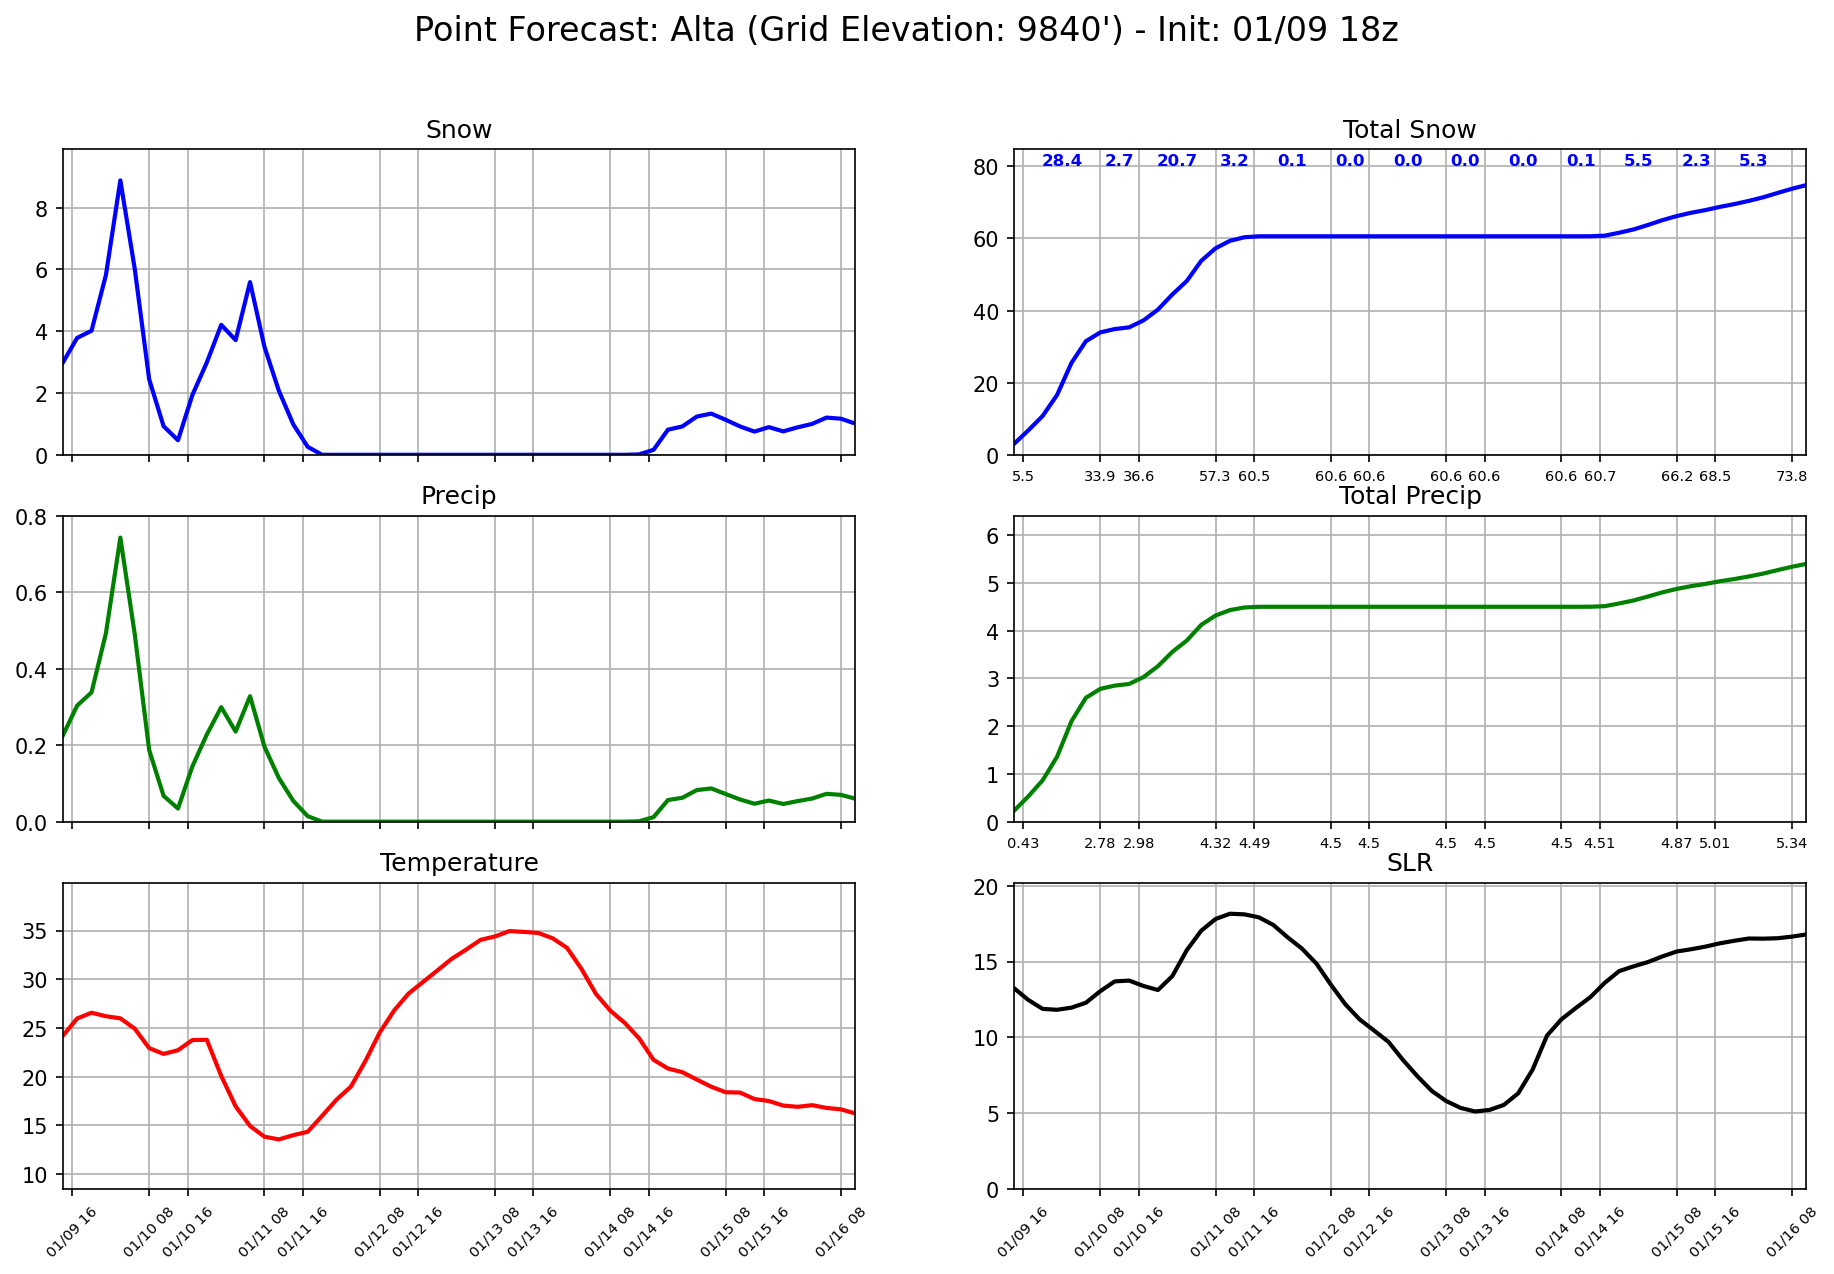 Point Forecast: Alta (Grid Elevation: 9840') - Init: 01/09 18z
Snow
8
6
4
2
0
Total Snow
28.4 2.7 20.7 3.2 0.1 0.0 0.0 0.0 0.0 0.1 5.5 2.3 5.3
80
60
40
20
0
5.5 33.9 36.6 57.3 60.5 60.6 60.6 60.6 60.6 60.6 60.7 66.2 68.5 73.8
Precip
0.8
0.6
0.4
0.2
0.0
Total Precip
6
5
4
3
2
1
0
0.43 2.78 2.98 4.32 4.49 4.5 4.5 4.5 4.5 4.5 4.51 4.87 5.01 5.34
Temperature
35
30
25
20
15
10
01/09 16 01/10 08 01/10 16 01/11 08 01/11 16 01/12 08 01/12 16 01/13 08 01/13 16 01/14 08 01/14 16 01/15 08 01/15 16 01/16 08
SLR
20
15
10
5
0
01/09 16 01/10 08 01/10 16 01/11 08 01/11 16 01/12 08 01/12 16 01/13 08 01/13 16 01/14 08 01/14 16 01/15 08 01/15 16 01/16 08